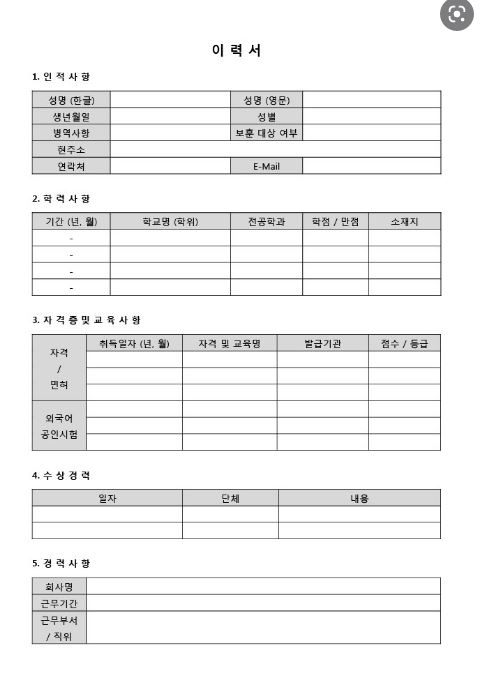 이 력 서
1. 인 적 사 항
성명 (한글) 성명 (영문)
생년월일 성별
병역사항 보훈 대상 여부
현주소
연락처 E-Mail
2. 학 력 사 항
기간 (년, 월) 학교명 (학위) 전공학과 학점 / 만점 소재지
-
-
-
-
3. 자 격 증 및 교 육 사 항
자격 / 면허 취득일자 (년, 월) 자격 및 교육명 발급기관 점수 / 등급
외국어
공인시험
4. 수 상 경 력
일자 단체 내용
5. 경 력 사 항
회사명
근무기간
근무부서
/ 직위